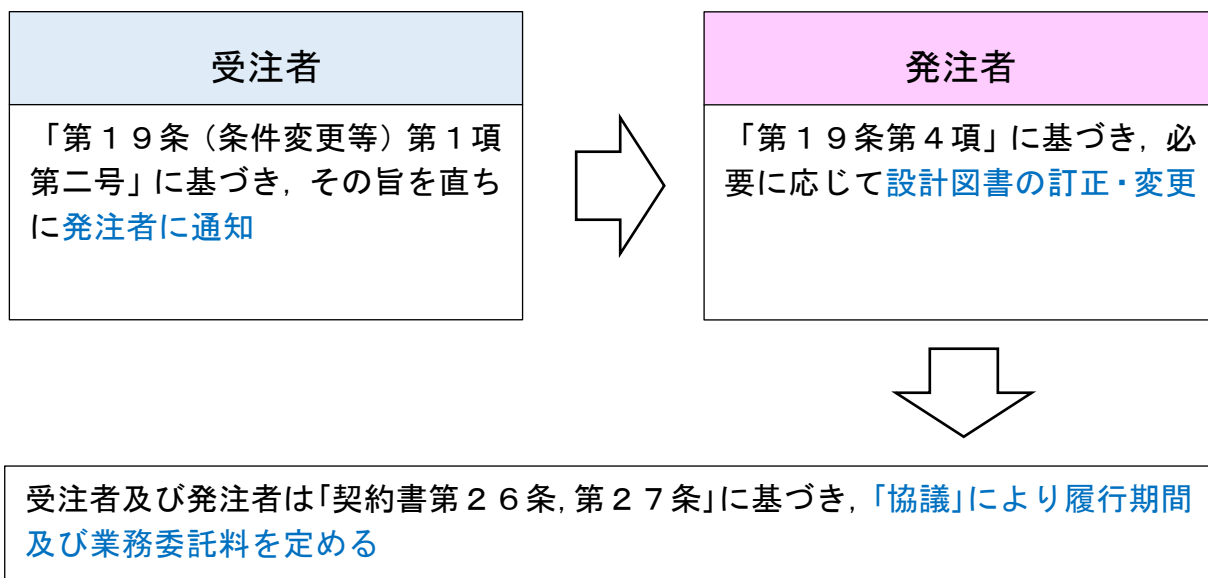 受注者
「第１９条（条件変更等）第１項
第二号」に基づき，その旨を直ち
に発注者に通知
発注者
「第１９条第４項」に基づき，必
要に応じて設計図書の訂正・変更
受注者及び発注者は「契約書第２６条，第２７条」に基づき，「協議」により履行期間
及び業務委託料を定める